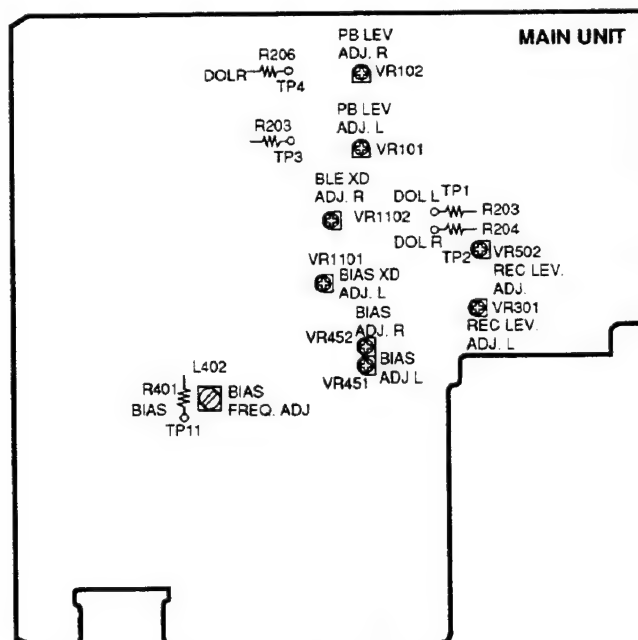 MAIN UNIT
PB LEV
ADJ. R
VR102
R206
DOLR
TP4
PB LEV
ADJ. L
VR101
R203
TP3
BLE XD
ADJ. R
VR1102
DOL L
TP1
R203
R204
DOL R
TP2
VR502
REC LEV.
ADJ.
VR1101
BIAS XD
ADJ. L
VR301
REC LEV.
ADJ. L
BIAS
ADJ. R
VR452
BIAS
ADJ L
VR451
L402
R401
BIAS
BIAS
FREQ. ADJ
TP11